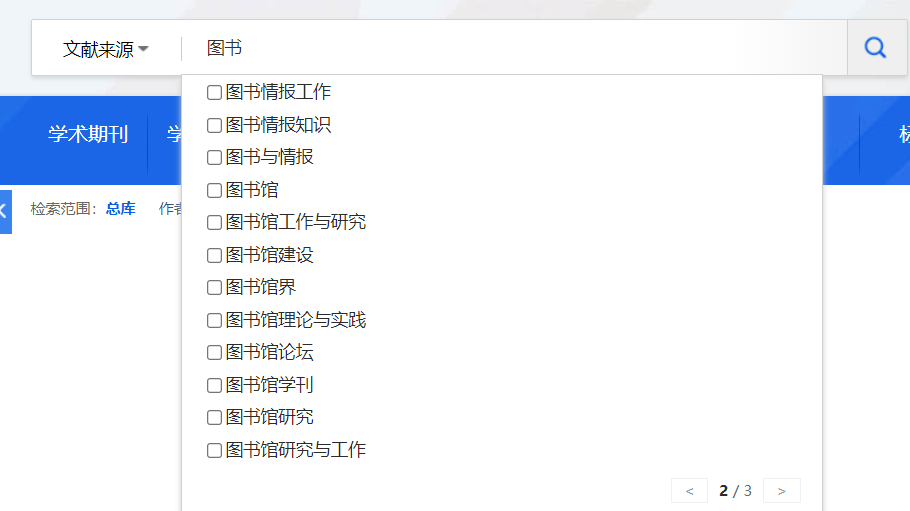 文献来源 图书
学术期刊 学
检索范围：总库 作者
图书情报工作
图书情报知识
图书与情报
图书馆
图书馆工作与研究
图书馆建设
图书馆界
图书馆理论与实践
图书馆论坛
图书馆学刊
图书馆研究
图书馆研究与工作
< 2 / 3 >